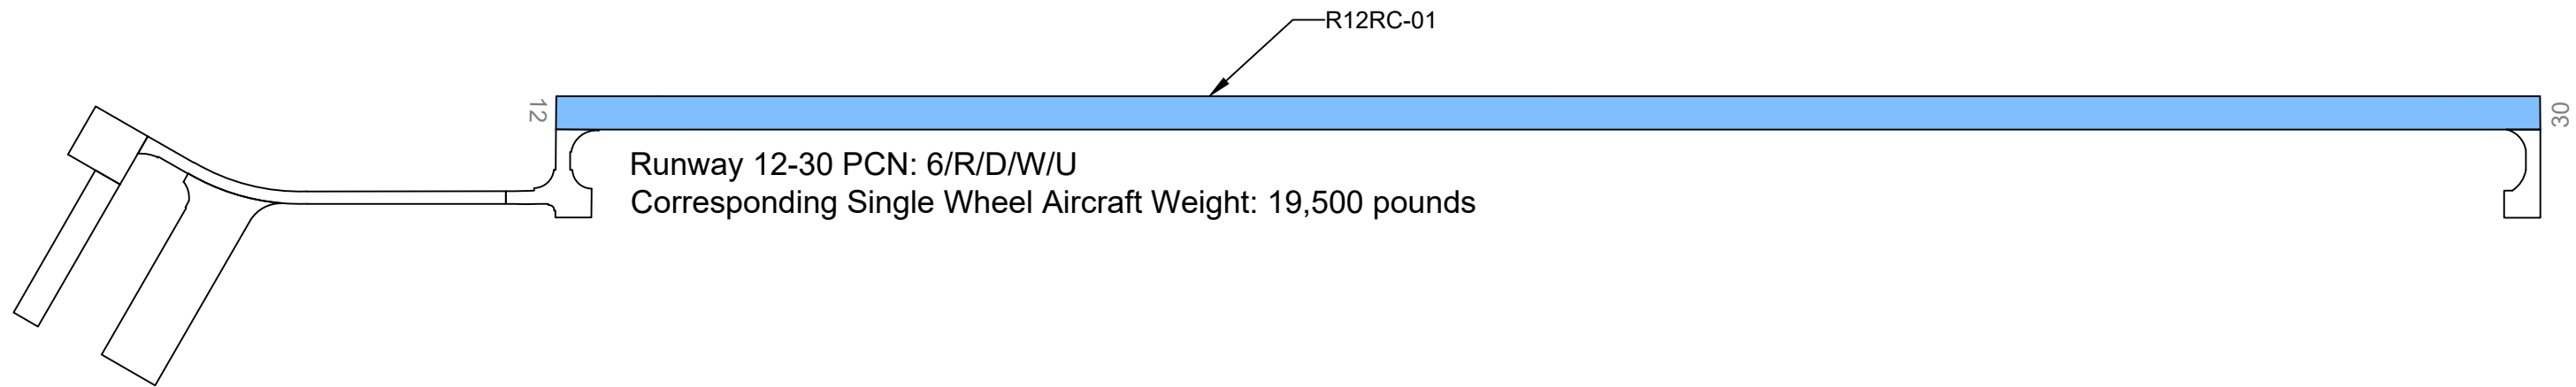 R12RC-01
12
30
Runway 12-30 PCN: 6/R/D/W/U
Corresponding Single Wheel Aircraft Weight: 19,500 pounds